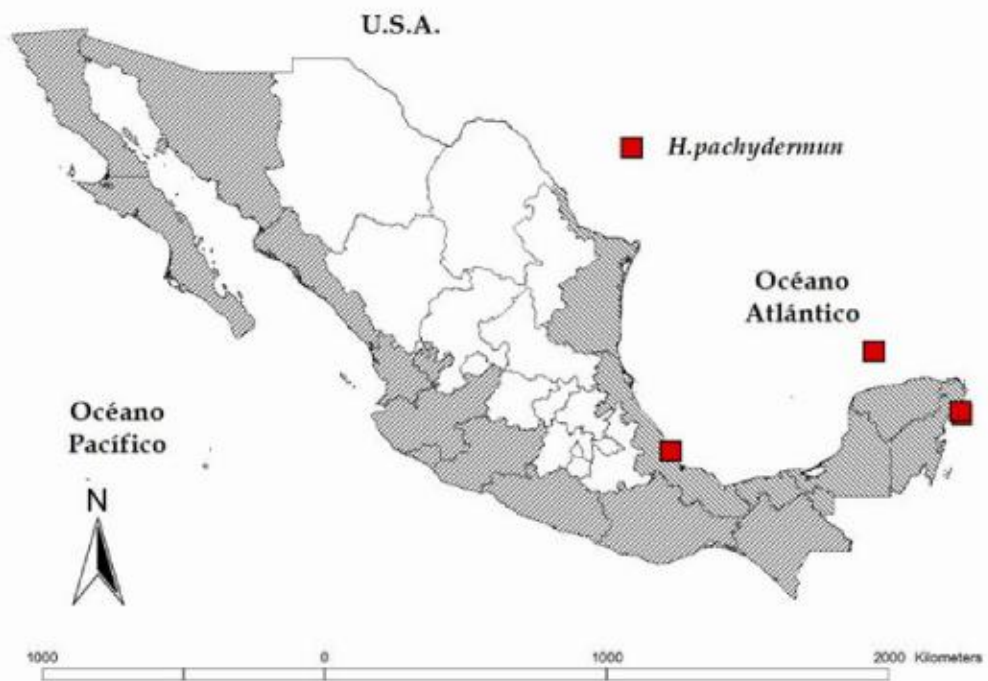 U.S.A.
H.pachydermun
Océano
Atlántico
Océano
Pacífico
N
1000 0 1000 2000 Kilometers